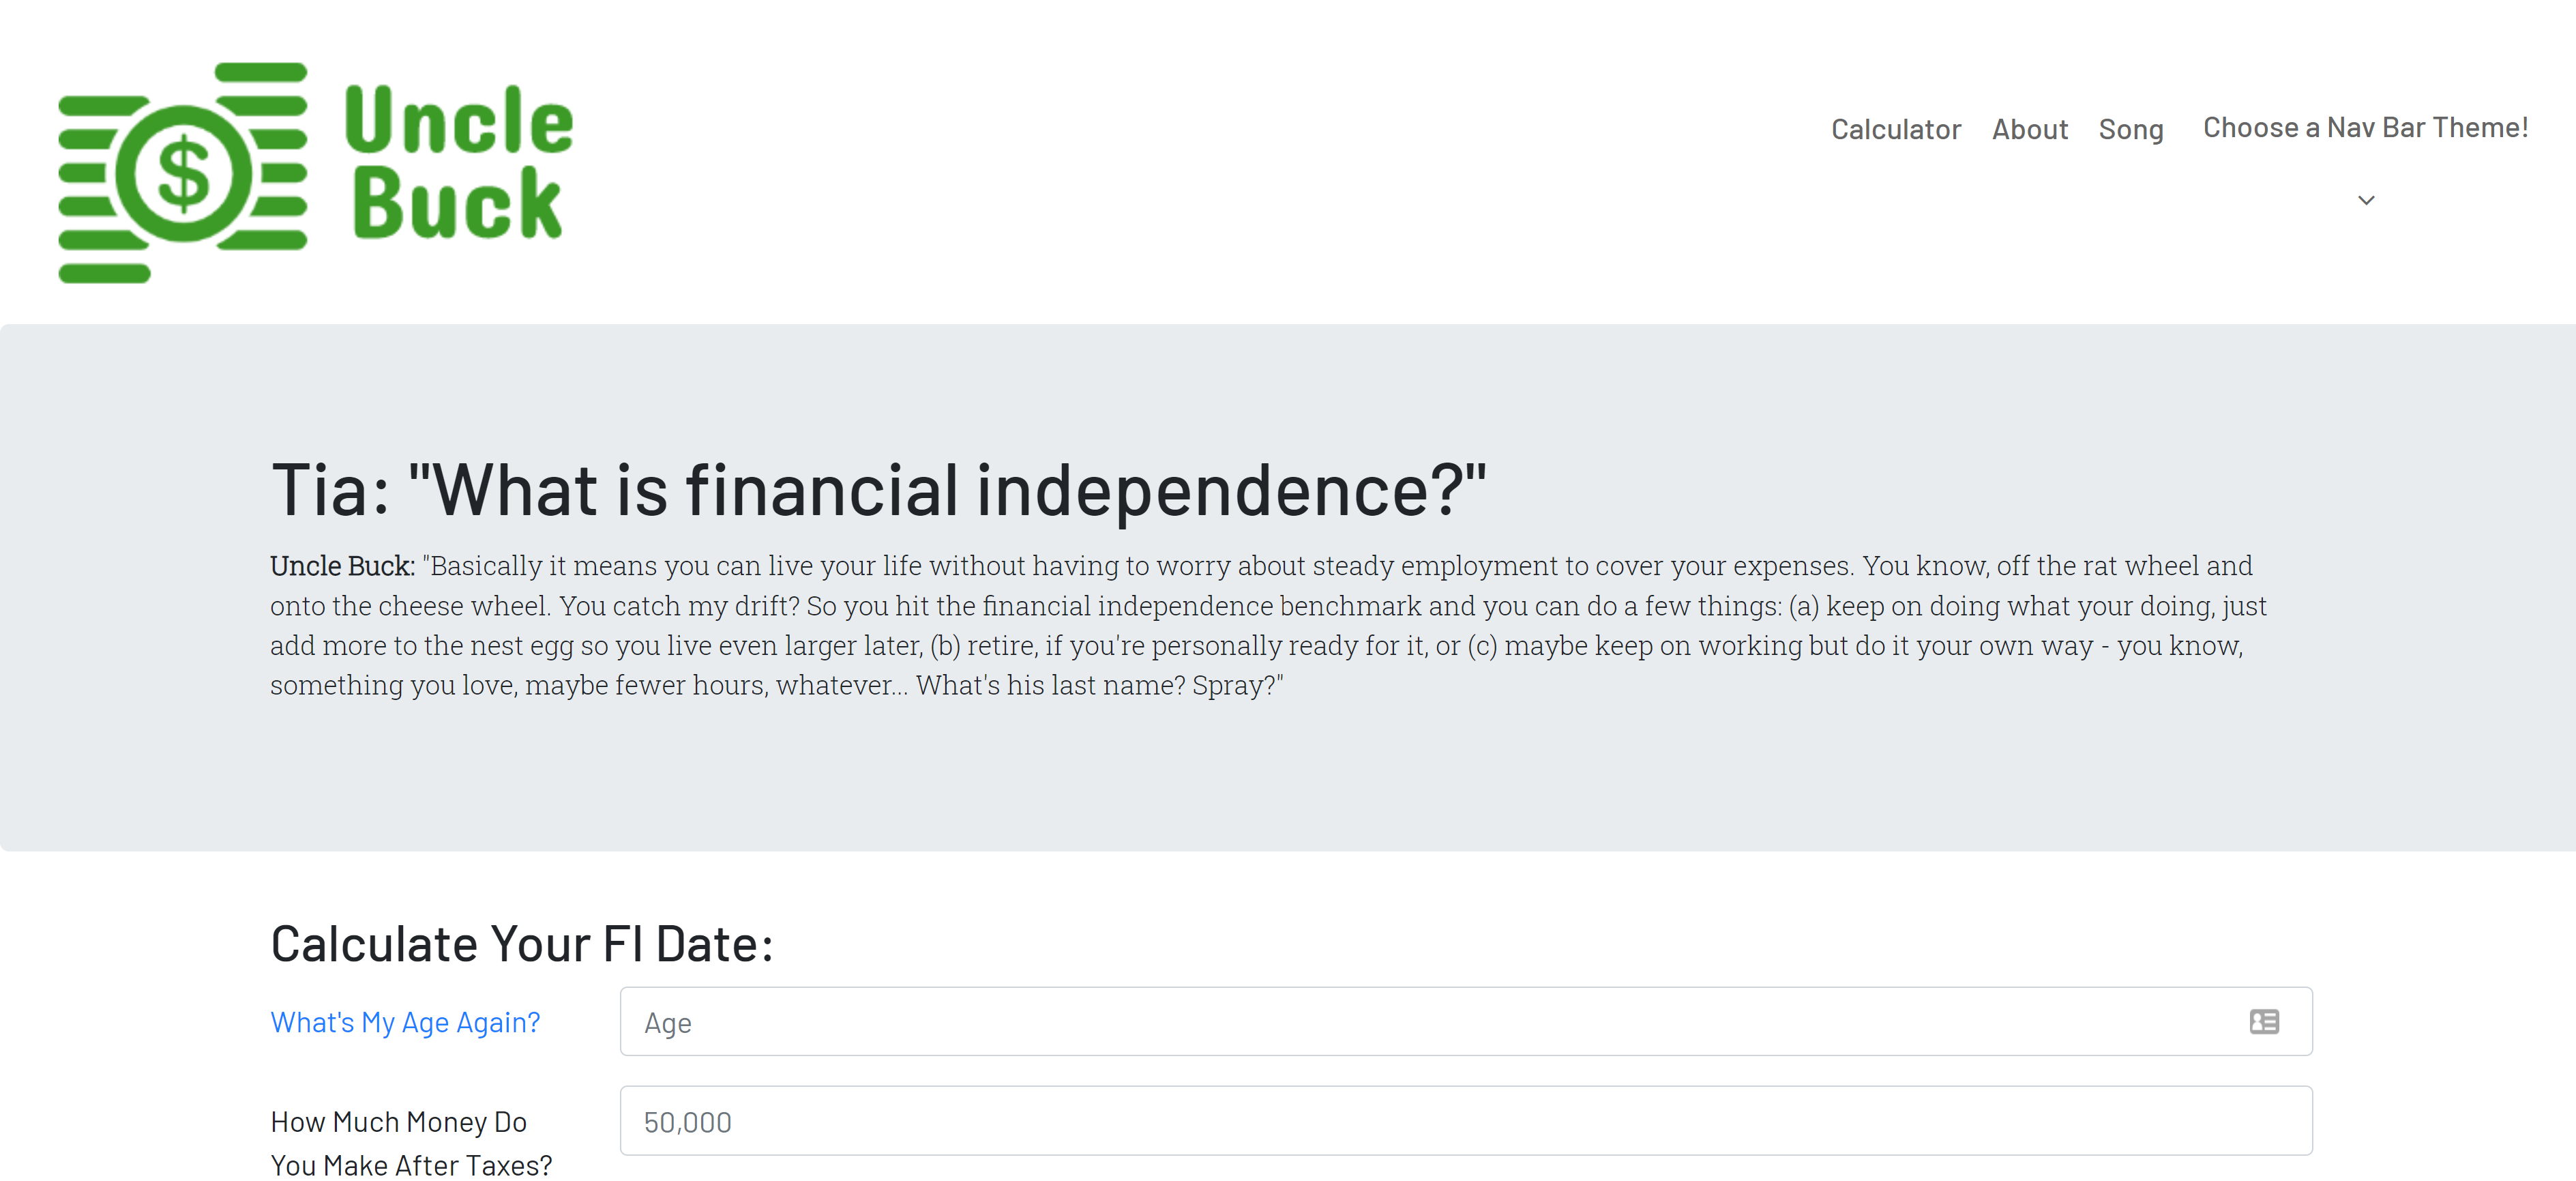 $
Uncle
Buck
Calculator About Song Choose a Nav Bar Theme!
Tia: "What is financial independence?"
Uncle Buck: "Basically it means you can live your life without having to worry about steady employment to cover your expenses. You know, off the rat wheel and
onto the cheese wheel. You catch my drift? So you hit the financial independence benchmark and you can do a few things: (a) keep on doing what your doing, just
add more to the nest egg so you live even larger later, (b) retire, if you're personally ready for it, or (c) maybe keep on working but do it your own way - you know,
something you love, maybe fewer hours, whatever... What's his last name? Spray?"
Calculate Your FI Date:
What's My Age Again? Age
How Much Money Do 50,000
You Make After Taxes?